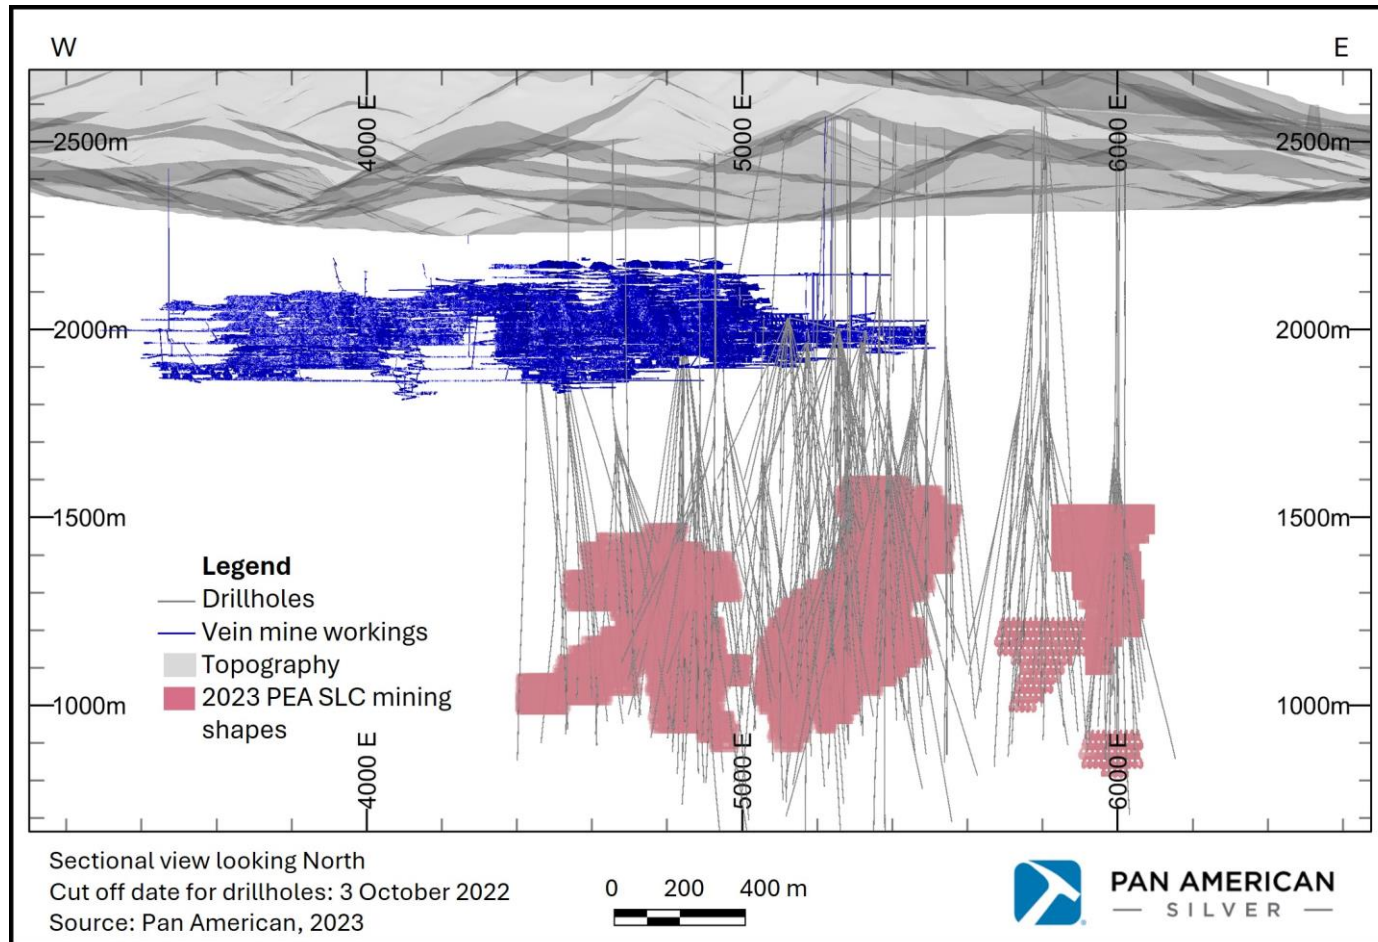 W
E
4000 E
5000 E
6000 E
2500m
2500m
2000m
2000m
1500m
1500m
Legend
Drillholes
Vein mine workings
Topography
2023 PEA SLC mining
shapes
1000m
1000m
4000 E
5000 E
6000 E
Sectional view looking North
Cut off date for drillholes: 3 October 2022
Source: Pan American, 2023
0 200 400 m
PAN AMERICAN
SILVER